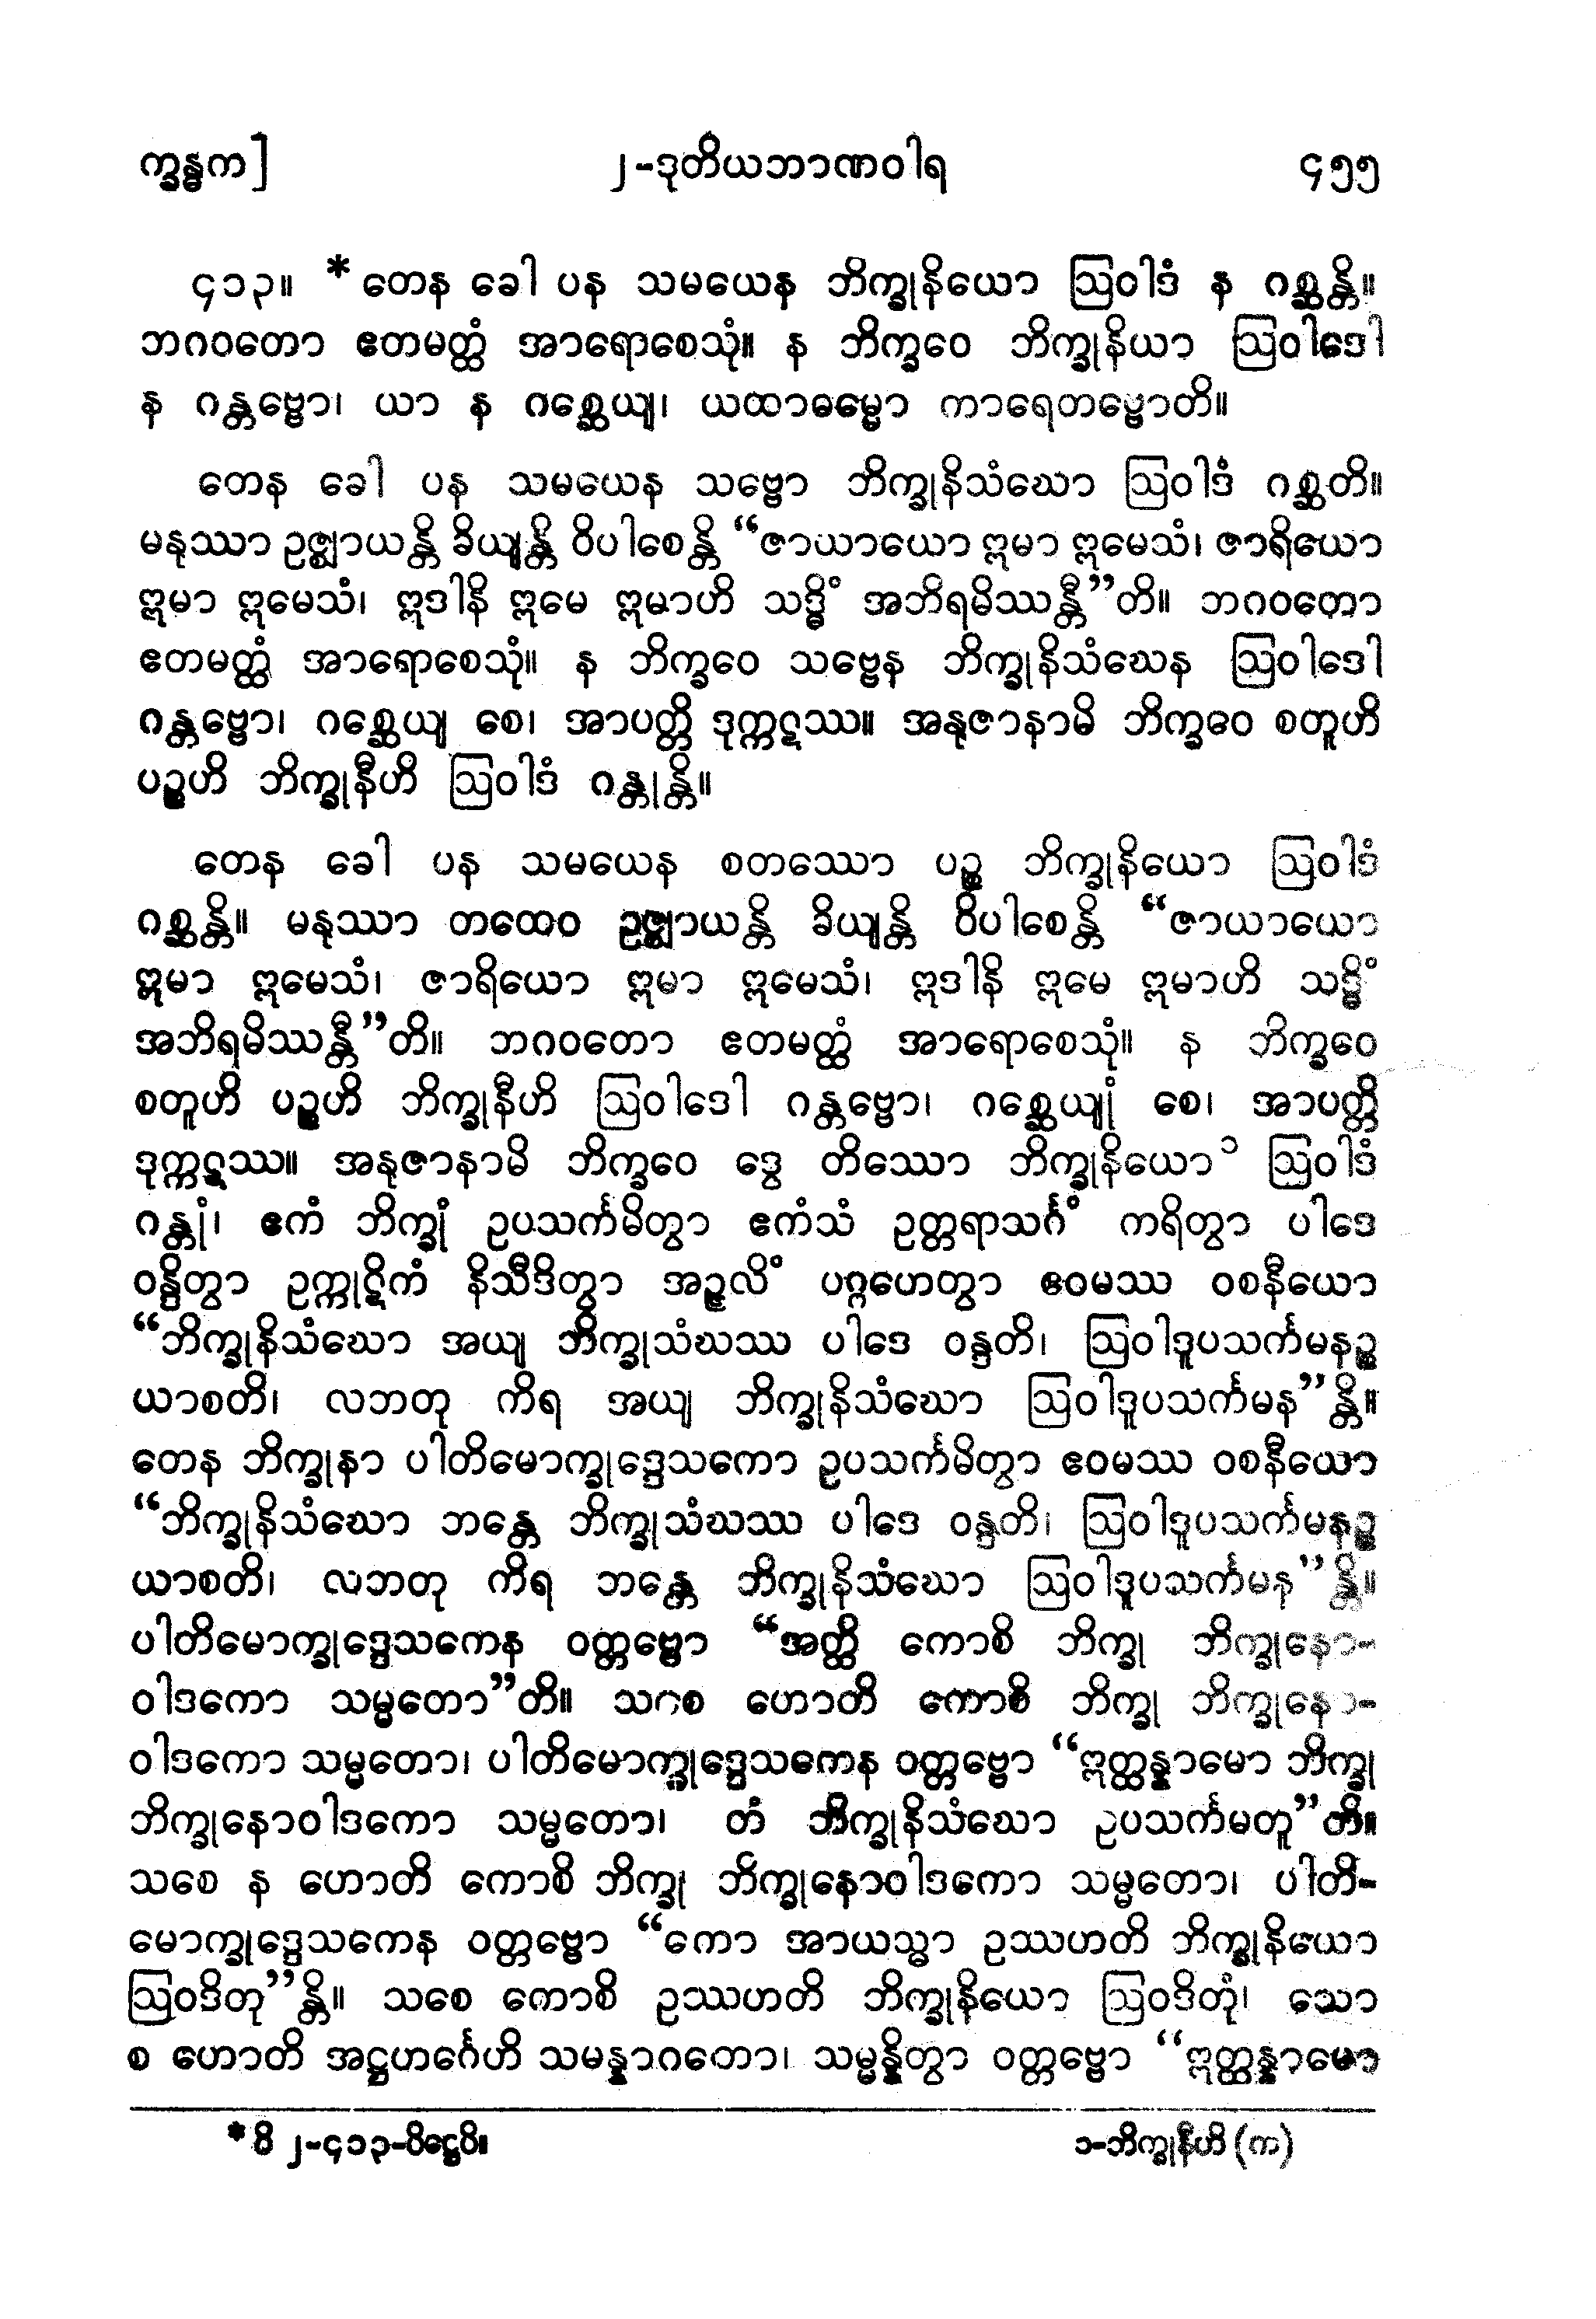 က္ခန္ဓက]
၂-ဒုတိယဘာဏဝါရ
၄၅၅
၄၁၃။ * တေန ခေါ ပန သမယေန ဘိက္ခုနိယော ဩဝါဒံ န ဂစ္ဆန္တိ။
ဘဂဝတော ဧတမတ္ထံ အာရောစေသုံ။ န ဘိက္ခဝေ ဘိက္ခုနိယာ ဩဝါဒေါ
န ဂန္တဗ္ဗော၊ ယာ န ဂစ္ဆေယျ၊ ယထာဓမ္မော ကာရေတဗ္ဗောတိ။
တေန ခေါ ပန သမယေန သဗ္ဗော ဘိက္ခုနိသံဃော ဩဝါဒံ ဂစ္ဆတိ။
မနုဿာ ဥဇ္ဈာယန္တိ ခိယျန္တိ ဝိပါစေန္တိ “ဇာယာယော ဣမာ ဣမေသံ၊ ဇာရိယော
ဣမာ ဣမေသံ၊ ဣဒါနိ ဣမေ ဣမာဟိ သဒ္ဓိံ အဘိရမိဿန္တီ”တိ။ ဘဂဝတော
ဧတမတ္ထံ အာရောစေသုံ။ န ဘိက္ခဝေ သဗ္ဗေန ဘိက္ခုနိသံဃေန ဩဝါဒေါ
ဂန္တဗ္ဗော၊ ဂစ္ဆေယျ စေ၊ အာပတ္တိ ဒုက္ကဋဿ။ အနုဇာနာမိ ဘိက္ခဝေ စတူဟိ
ပဉ္စဟိ ဘိက္ခုနီဟိ ဩဝါဒံ ဂန္တုန္တိ။
တေန ခေါ ပန သမယေန စတဿော ပဉ္စ ဘိက္ခုနိယော ဩဝါဒံ
ဂစ္ဆန္တိ။ မနုဿာ တထေဝ ဥဇ္ဈာယန္တိ ခိယျန္တိ ဝိပါစေန္တိ “ဇာယာယော
ဣမာ ဣမေသံ၊ ဇာရိယော ဣမာ ဣမေသံ၊ ဣဒါနိ ဣမေ ဣမာဟိ သဒ္ဓိံ
အဘိရမိဿန္တီ”တိ။ ဘဂဝတော ဧတမတ္ထံ အာရောစေသုံ။ န ဘိက္ခဝေ
စတူဟိ ပဉ္စဟိ ဘိက္ခုနီဟိ ဩဝါဒေါ ဂန္တဗ္ဗော၊ ဂစ္ဆေယျုံ စေ၊ အာပတ္တိ
ဒုက္ကဋဿ။ အနုဇာနာမိ ဘိက္ခဝေ ဒွေ တိဿော ဘိက္ခုနိယော၁ ဩဝါဒံ
ဂန္တုံ၊ ဧကံ ဘိက္ခုံ ဥပသင်္ကမိတွာ ဧကံသံ ဥတ္တရာသင်္ဂံ ကရိတွာ ပါဒေ
ဝန္ဒိတွာ ဥက္ကုဋိကံ နိသီဒိတွာ အဉ္ဇလိံ ပဂ္ဂဟေတွာ ဧဝမဿ ဝစနီယော
“ဘိက္ခုနိသံဃော အယျ ဘိက္ခုသံဃဿ ပါဒေ ဝန္ဒတိ၊ ဩဝါဒူပသင်္ကမနဉ္စ
ယာစတိ၊ လဘတု ကိရ အယျ ဘိက္ခုနိသံဃော ဩဝါဒူပသင်္ကမန”န္တိ။
တေန ဘိက္ခုနာ ပါတိမောက္ခုဒ္ဒေသကော ဥပသင်္ကမိတွာ ဧဝမဿ ဝစနီယော
“ဘိက္ခုနိသံဃော ဘန္တေ ဘိက္ခုသံဃဿ ပါဒေ ဝန္ဒတိ၊ ဩဝါဒူပသင်္ကမနဉ္စ
ယာစတိ၊ လဘတု ကိရ ဘန္တေ ဘိက္ခုနိသံဃော ဩဝါဒူပသင်္ကမန”န္တိ။
ပါတိမောက္ခုဒ္ဒေသကေန ဝတ္တဗ္ဗော “အတ္ထိ ကောစိ ဘိက္ခု ဘိက္ခုနော-
ဝါဒကော သမ္မတော”တိ။ သစေ ဟောတိ ကောစိ ဘိက္ခု ဘိက္ခုနော-
ဝါဒကော သမ္မတော၊ ပါတိမောက္ခုဒ္ဒေသကေန ဝတ္တဗ္ဗော “ဣတ္ထန္နာမော ဘိက္ခု
ဘိက္ခုနောဝါဒကော သမ္မတော၊ တံ ဘိက္ခုနိသံဃော ဥပသင်္ကမတူ”တိ။
သစေ န ဟောတိ ကောစိ ဘိက္ခု ဘိက္ခုနောဝါဒကော သမ္မတော၊ ပါတိ-
မောက္ခုဒ္ဒေသကေန ဝတ္တဗ္ဗော “ကော အာယသ္မာ ဥဿဟတိ ဘိက္ခုနိယော
ဩဝဒိတု”န္တိ။ သစေ ကောစိ ဥဿဟတိ ဘိက္ခုနိယော ဩဝဒိတုံ၊ သော
စ ဟောတိ အဋ္ဌဟင်္ဂေဟိ သမန္နာဂတော၊ သမ္မန္နိတွာ ဝတ္တဗ္ဗော “ဣတ္ထန္နာမော
* ဝိ ၂-၄၁၃-ပိဋ္ဌေပိ။
၁-ဘိက္ခုနီဟိ (က)